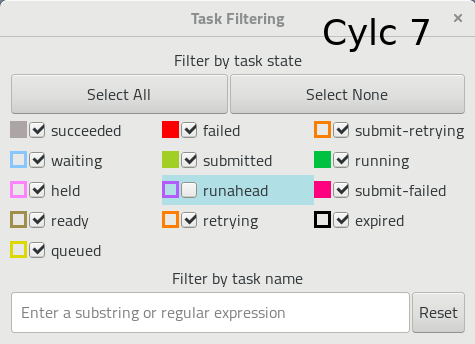 Task Filtering
Cylc 7
Filter by task state
Select All Select None
succeeded failed submit-retrying
waiting submitted running
held runahead submit-failed
ready retrying expired
queued
Filter by task name
Enter a substring or regular expression Reset